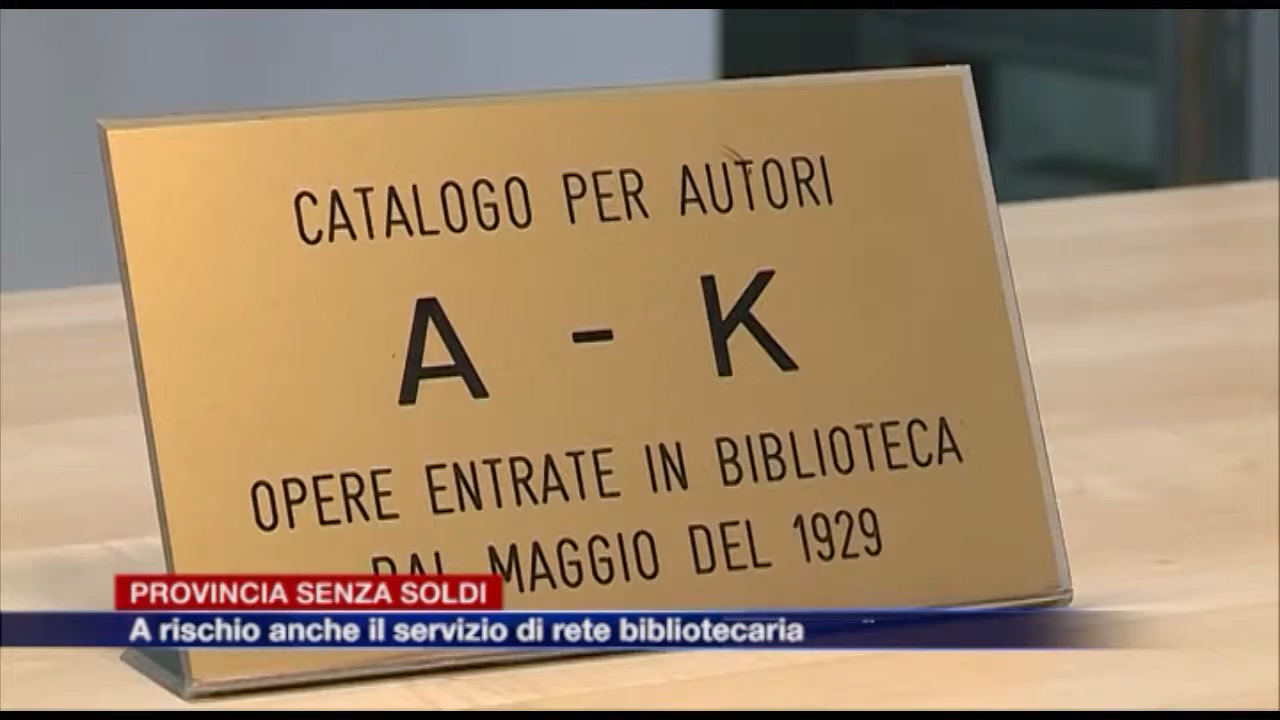 CATALOGO PER AUTORI
A - K
OPERE ENTRATE IN BIBLIOTECA
DAL MAGGIO DEL 1929
PROVINCIA SENZA SOLDI
A rischio anche il servizio di rete bibliotecaria